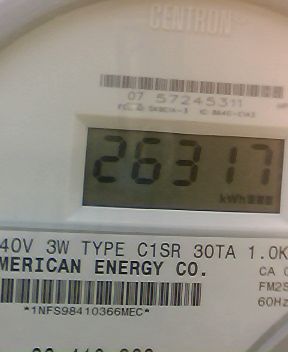 CENTRON®
07 57245311
26317
kWh
40V 3W TYPE C1SR 30TA 1.0K
MERICAN ENERGY CO.
CA 0
FM2S
60Hz
*1NFS98410366MEC*